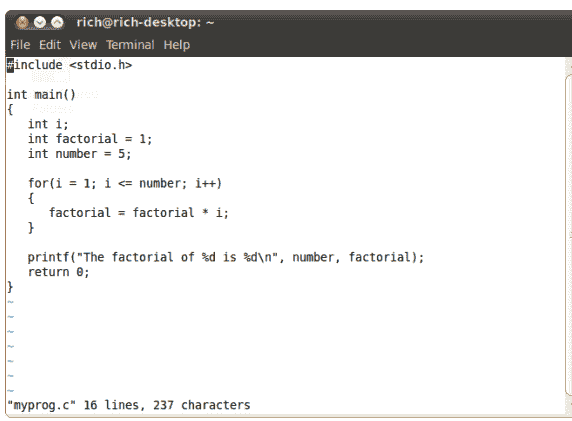 rich@rich-desktop: ~
File Edit View Terminal Help
#include <stdio.h>

int main()
{
   int i;
   int factorial = 1;
   int number = 5;

   for(i = 1; i <= number; i++)
   {
      factorial = factorial * i;
   }

   printf("The factorial of %d is %d\n", number, factorial);
   return 0;
}
~
~
~
~
~
~
~
"myprog.c" 16 lines, 237 characters